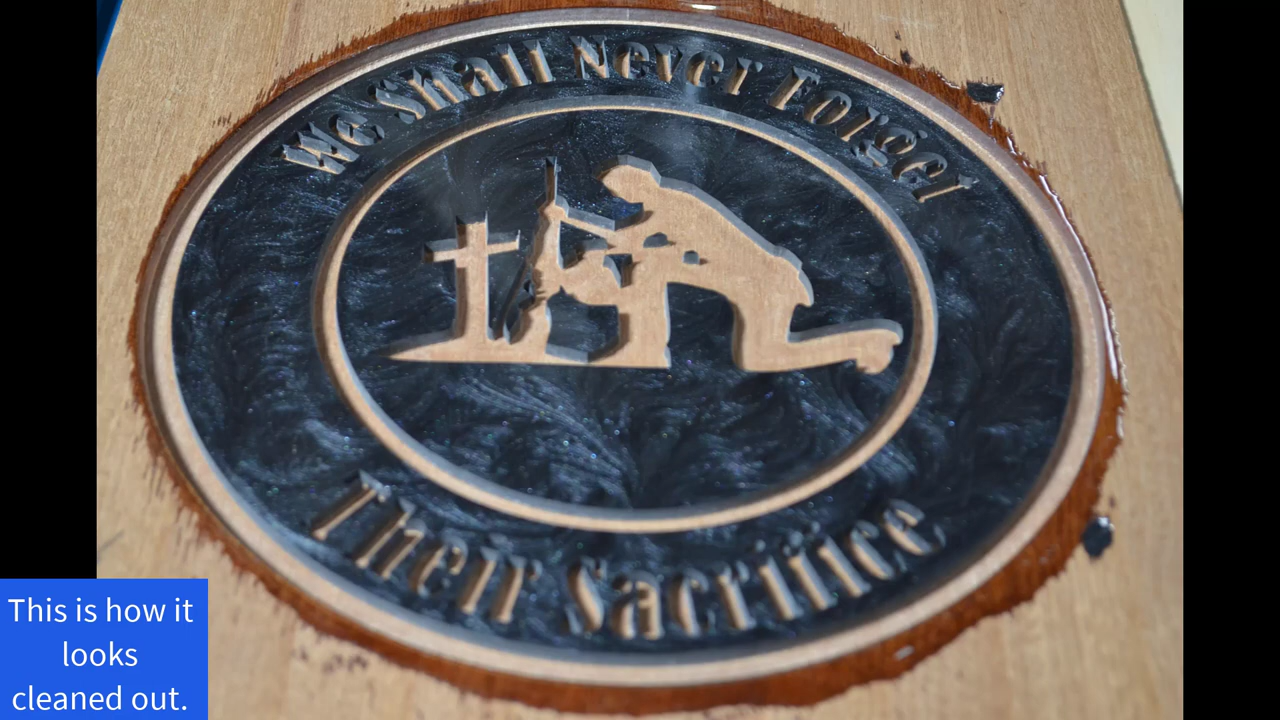 We Shall Never Forget
Their Sacrifice
This is how it
looks
cleaned out.